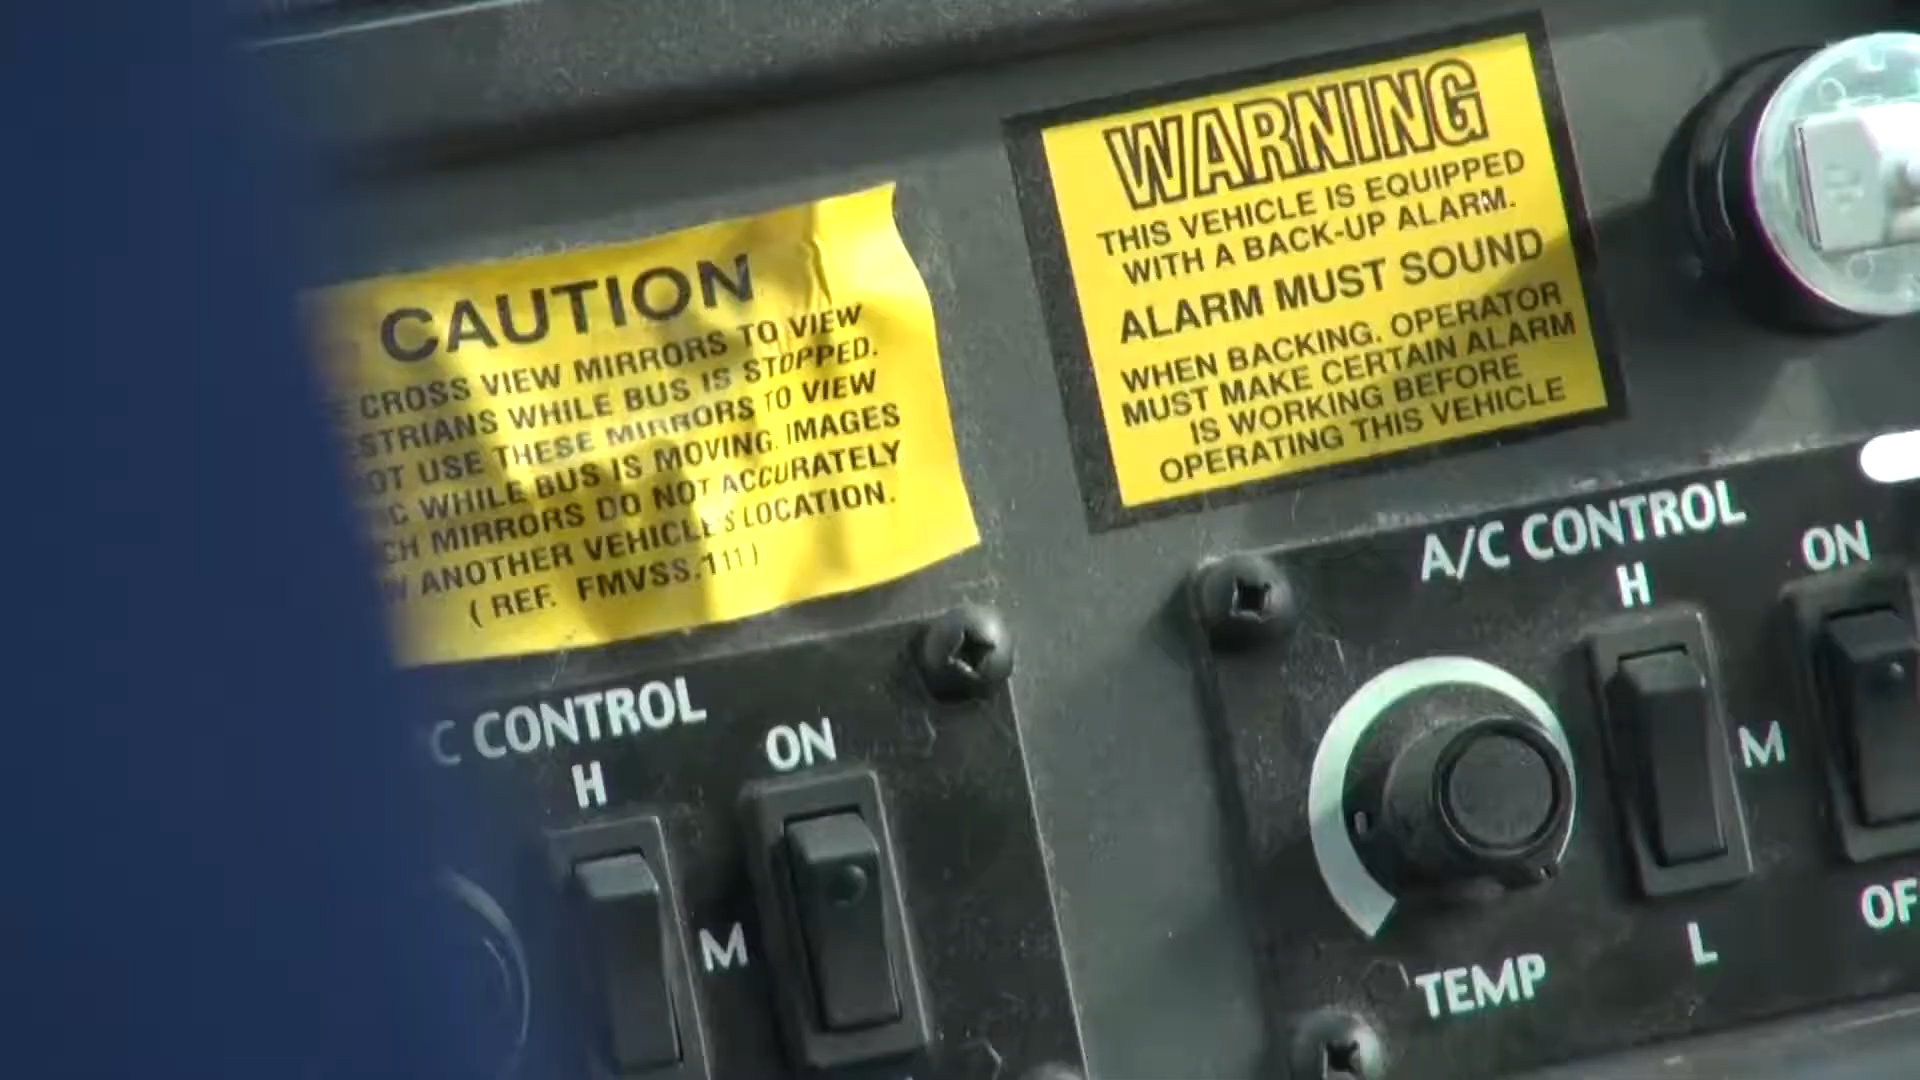 WARNING
THIS VEHICLE IS EQUIPPED
WITH A BACK-UP ALARM.
ALARM MUST SOUND
WHEN BACKING. OPERATOR
MUST MAKE CERTAIN ALARM
IS WORKING BEFORE
OPERATING THIS VEHICLE
CAUTION
CROSS VIEW MIRRORS TO VIEW
STRIANS WHILE BUS IS STOPPED.
OT USE THESE MIRRORS TO VIEW
C WHILE BUS IS MOVING. IMAGES
CH MIRRORS DO NOT ACCURATELY
ANOTHER VEHICLE'S LOCATION.
( REF. FMVSS.111 )
A/C CONTROL
H
ON
M
OF
L
TEMP
C CONTROL
H
ON
M